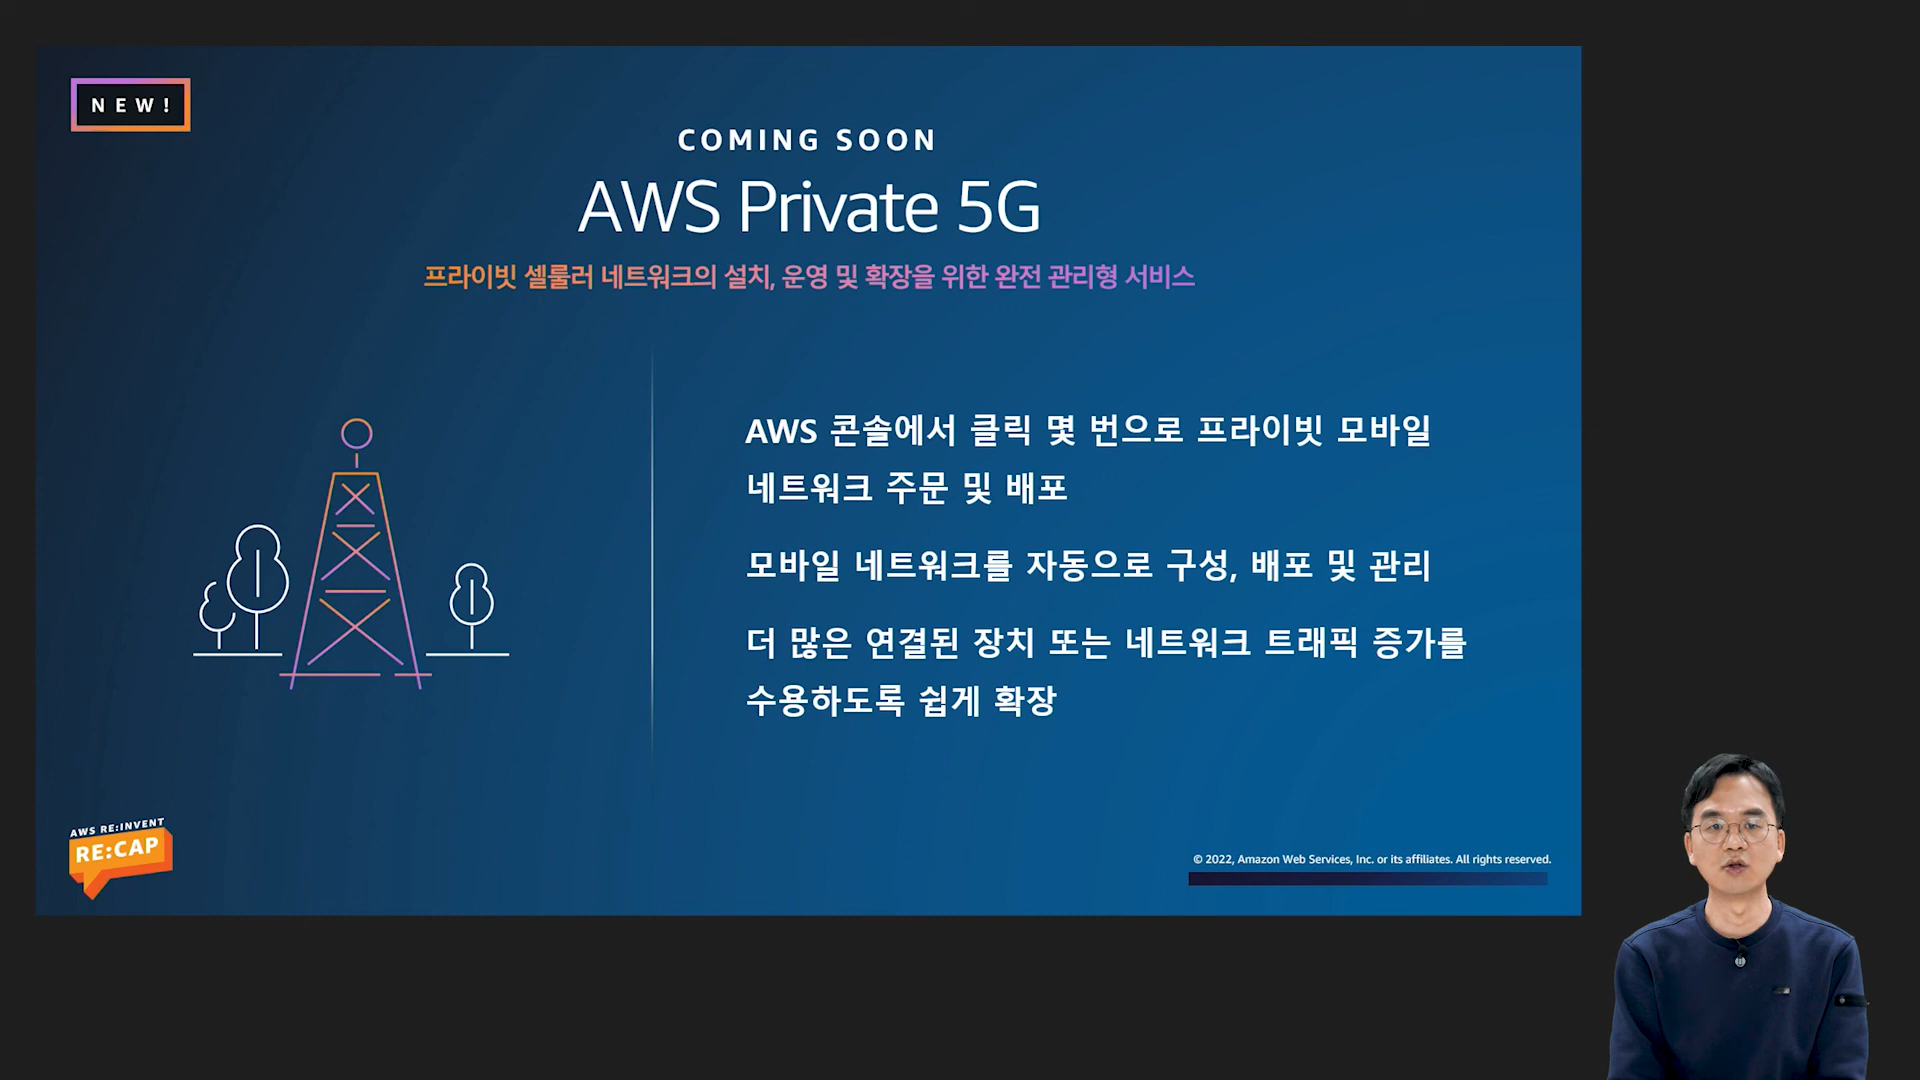 NEW!
COMING SOON
AWS Private 5G
프라이빗 셀룰러 네트워크의 설치, 운영 및 확장을 위한 완전 관리형 서비스
AWS 콘솔에서 클릭 몇 번으로 프라이빗 모바일
네트워크 주문 및 배포
모바일 네트워크를 자동으로 구성, 배포 및 관리
더 많은 연결된 장치 또는 네트워크 트래픽 증가를
수용하도록 쉽게 확장
AWS RE:INVENT
RE:CAP
© 2022, Amazon Web Services, Inc. or its affiliates. All rights reserved.